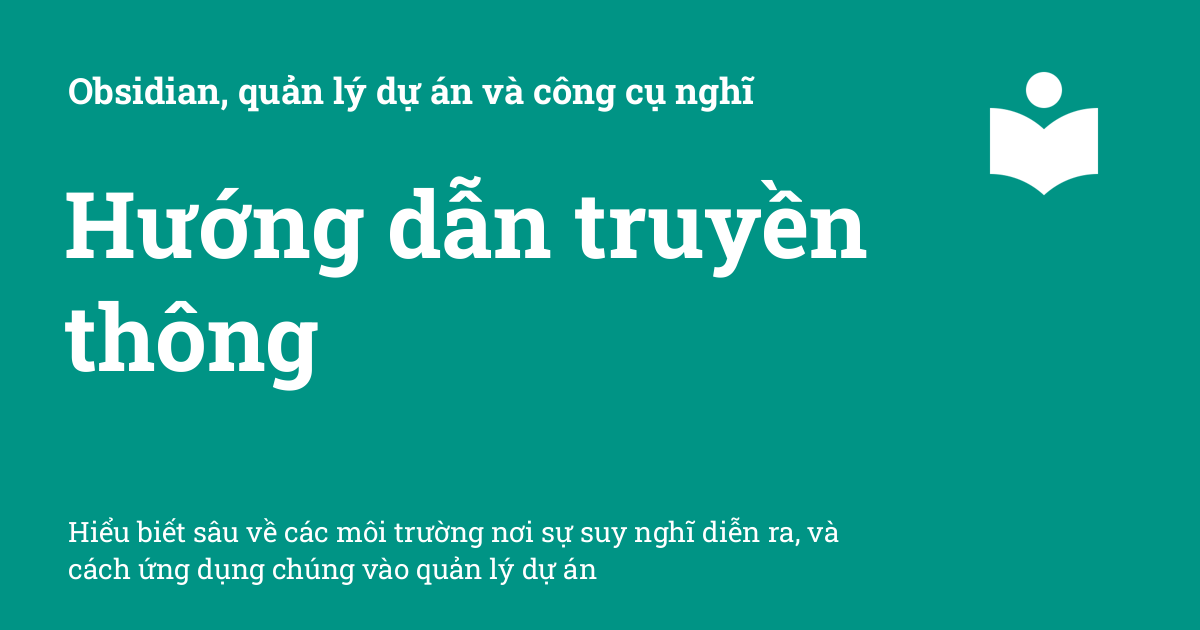 Obsidian, quản lý dự án và công cụ nghĩ
Hướng dẫn truyền
thông
Hiểu biết sâu về các môi trường nơi sự suy nghĩ diễn ra, và
cách ứng dụng chúng vào quản lý dự án